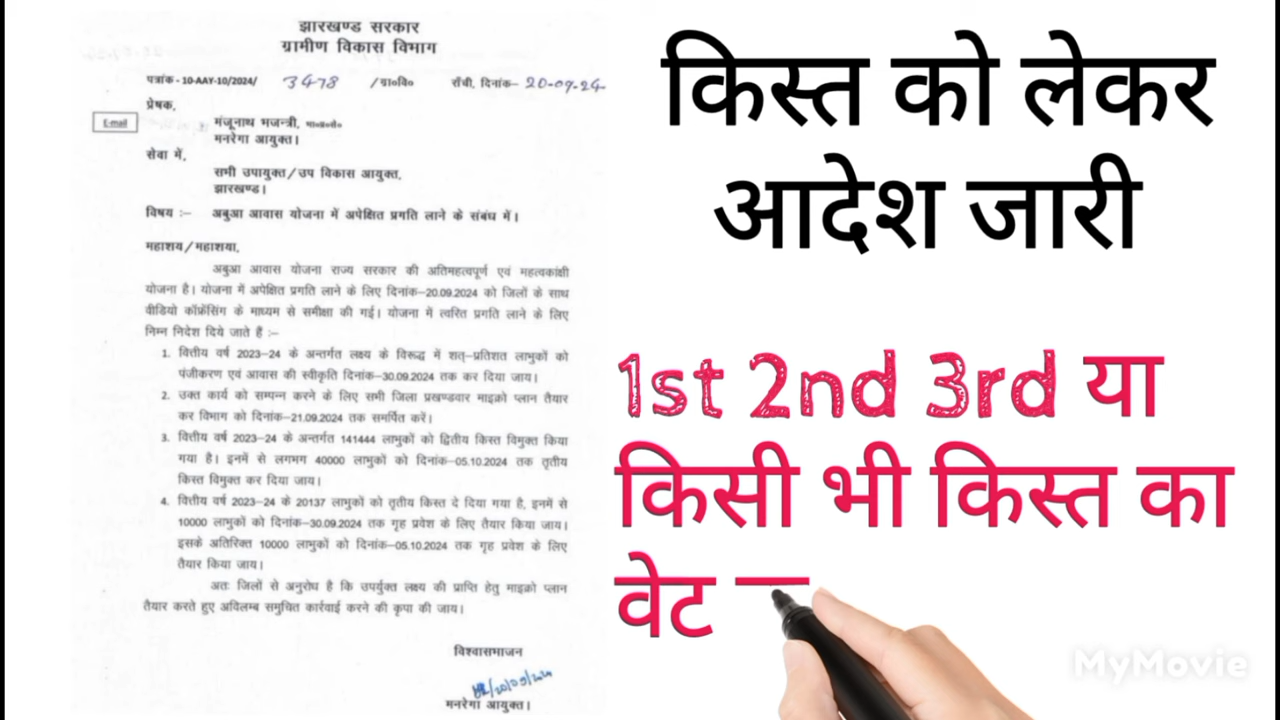 झारखण्ड सरकार
ग्रामीण विकास विभाग
पत्रांक - 10-AAY-10/2024/ 3478 /ग्रा०वि० राँची, दिनांक- 20-09-24
प्रेषक,
E-mail
मंजूनाथ भजन्त्री, भा०प्र०से०
मनरेगा आयुक्त।
सेवा में,
सभी उपायुक्त/उप विकास आयुक्त,
झारखण्ड।
विषय :- अबुआ आवास योजना में अपेक्षित प्रगति लाने के संबंध में।
महाशय/महाशया,
अबुआ आवास योजना राज्य सरकार की अतिमहत्वपूर्ण एवं महत्वकांक्षी
योजना है। योजना में अपेक्षित प्रगति लाने के लिए दिनांक-20.09.2024 को जिलों के साथ
वीडियो कॉफ्रेंसिंग के माध्यम से समीक्षा की गई। योजना में त्वरित प्रगति लाने के लिए
निम्न निदेश दिये जाते हैं :-
1. वित्तीय वर्ष 2023-24 के अन्तर्गत लक्ष्य के विरूद्ध में शत्-प्रतिशत लाभुकों को
पंजीकरण एवं आवास की स्वीकृति दिनांक-30.09.2024 तक कर दिया जाय।
2. उक्त कार्य को सम्पन्न करने के लिए सभी जिला प्रखण्डवार माइक्रो प्लान तैयार
कर विभाग को दिनांक-21.09.2024 तक समर्पित करें।
3. वित्तीय वर्ष 2023-24 के अन्तर्गत 141444 लाभुकों को द्वितीय किस्त विमुक्त किया
गया है। इनमें से लगभग 40000 लाभुकों को दिनांक-05.10.2024 तक तृतीय
किस्त विमुक्त कर दिया जाय।
4. वित्तीय वर्ष 2023-24 के 20137 लाभुकों को तृतीय किस्त दे दिया गया है, इनमें से
10000 लाभुकों को दिनांक-30.09.2024 तक गृह प्रवेश के लिए तैयार किया जाय।
इसके अतिरिक्त 10000 लाभुकों को दिनांक-05.10.2024 तक गृह प्रवेश के लिए
तैयार किया जाय।
अतः जिलों से अनुरोध है कि उपर्युक्त लक्ष्य की प्राप्ति हेतु माइक्रो प्लान
तैयार करते हुए अविलम्ब समुचित कार्रवाई करने की कृपा की जाय।
विश्वासभाजन
20/09/24
मनरेगा आयुक्त।
किस्त को लेकर
आदेश जारी
1st 2nd 3rd या
किसी भी किस्त का
वेट
MyMovie